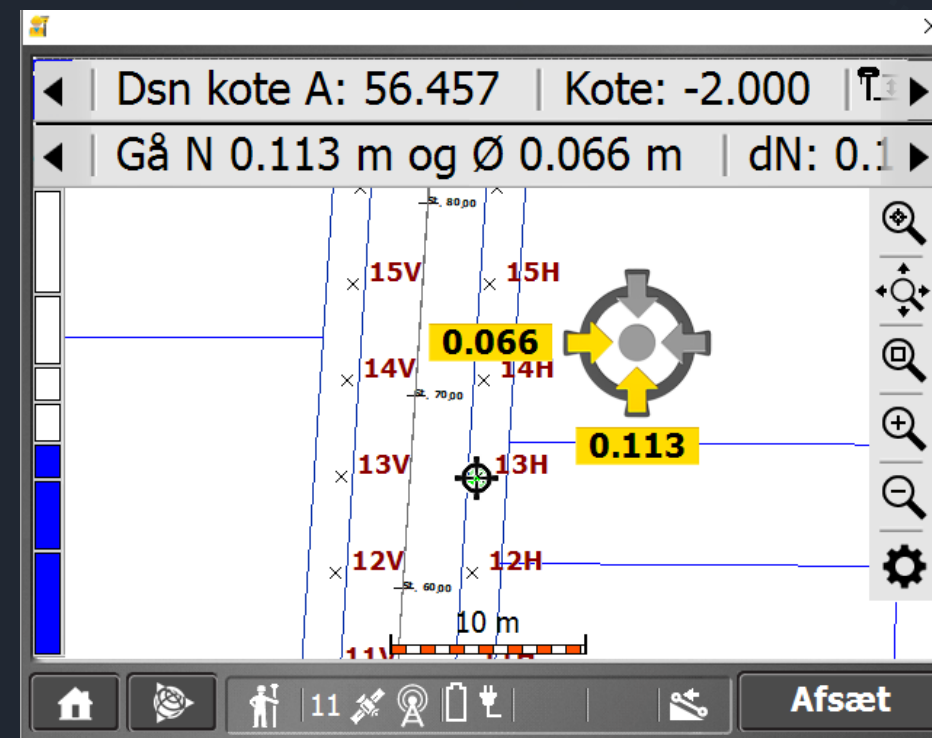 Dsn kote A: 56.457 | Kote: -2.000
Gå N 0.113 m og Ø 0.066 m | dN: 0.1
St. 80,00
15V 15H
0.066
14V 14H
St. 70,00
0.113
13V 13H
12V 12H
St. 60,00
10 m
11V 11H
11
Afsæt